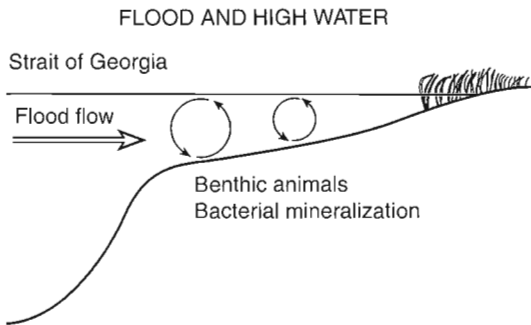 FLOOD AND HIGH WATER
Strait of Georgia
Flood flow
Benthic animals
Bacterial mineralization